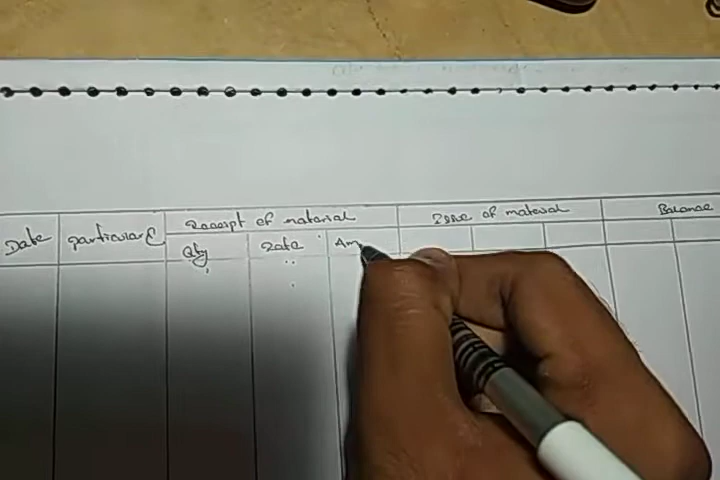 Date particulars Receipt of material Issue of material Balance
Qty Rate Am